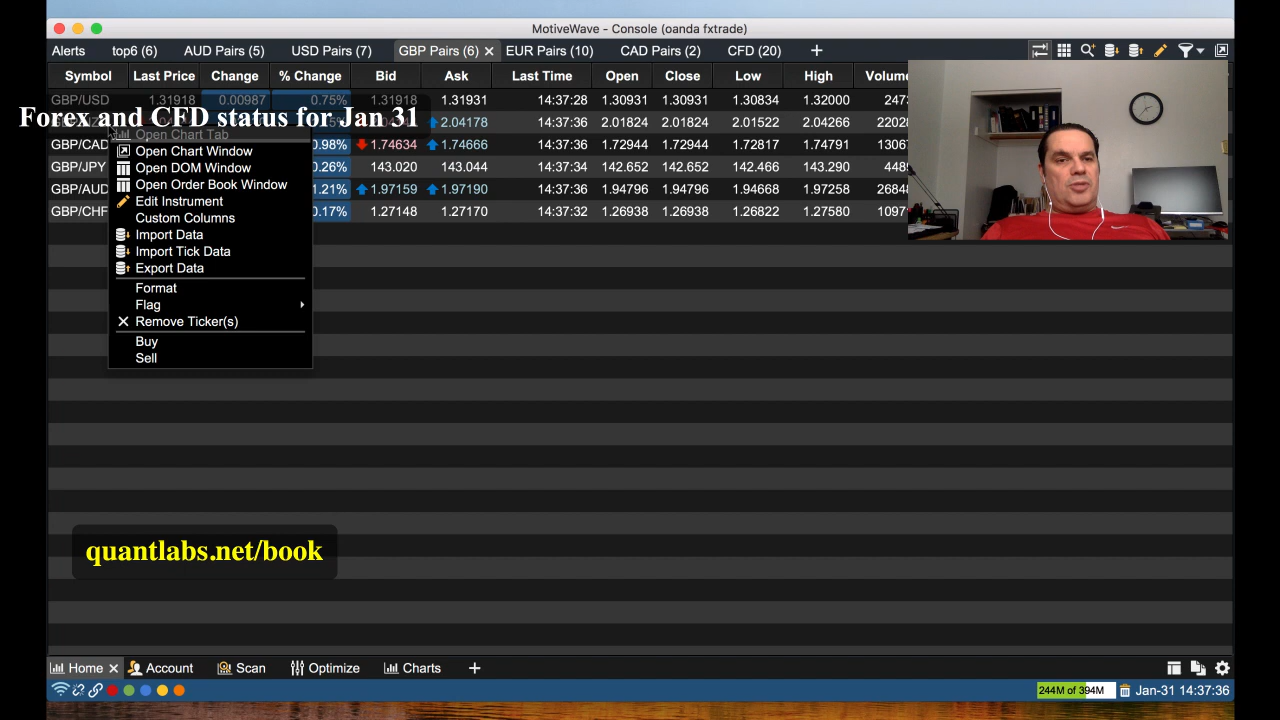 MotiveWave - Console (oanda fxtrade)
Alerts top6 (6) AUD Pairs (5) USD Pairs (7) GBP Pairs (6) EUR Pairs (10) CAD Pairs (2) CFD (20)
Symbol Last Price Change % Change Bid Ask Last Time Open Close Low High Volume
GBP/USD 1.31918 0.00987 0.75% 1.31918 1.31931 14:37:28 1.30931 1.30931 1.30834 1.32000 2473
Forex and CFD status for Jan 31
2.04178 14:37:36 2.01824 2.01824 2.01522 2.04266 22028
Open Chart Tab
GBP/CAD 0.98% 1.74634 1.74666 14:37:36 1.72944 1.72944 1.72817 1.74791 13067
Open Chart Window
GBP/JPY 0.26% 143.020 143.044 14:37:34 142.652 142.652 142.466 143.290 4489
Open DOM Window
GBP/AUD 1.21% 1.97159 1.97190 14:37:36 1.94796 1.94796 1.94668 1.97258 26848
Open Order Book Window
Edit Instrument
GBP/CHF 0.17% 1.27148 1.27170 14:37:32 1.26938 1.26938 1.26822 1.27580 1097
Custom Columns
Import Data
Import Tick Data
Export Data
Format
Flag
Remove Ticker(s)
Buy
Sell
quantlabs.net/book
Home Account Scan Optimize Charts
244M of 394M Jan-31 14:37:36